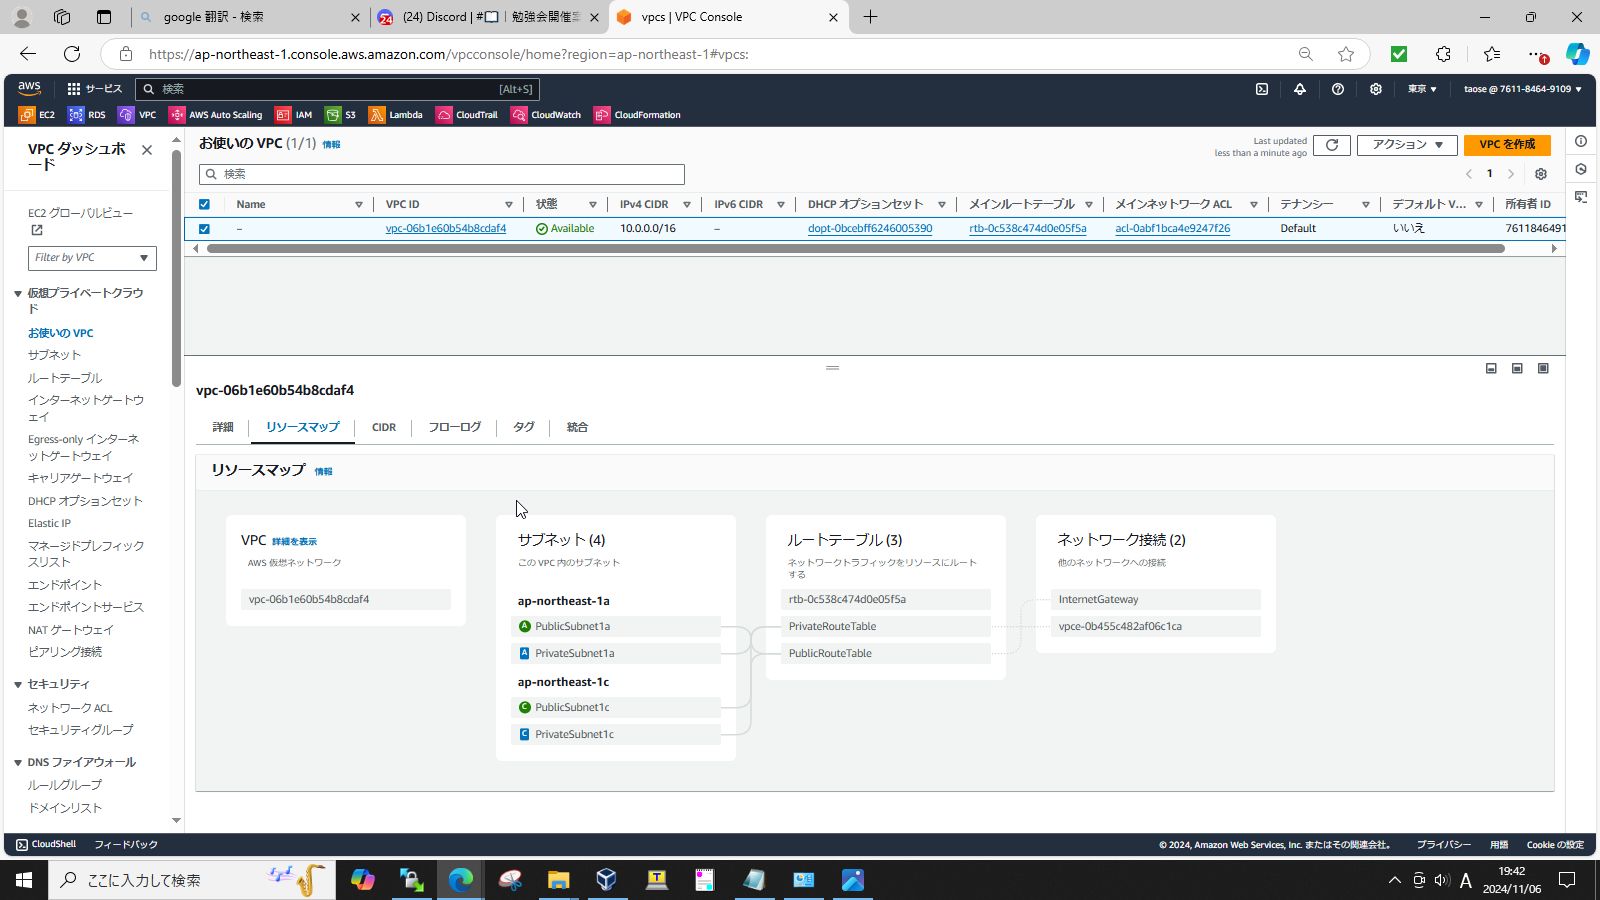 google 翻訳 - 検索
(24) Discord | #📖｜勉強会開催案
vpcs | VPC Console
https://ap-northeast-1.console.aws.amazon.com/vpcconsole/home?region=ap-northeast-1#vpcs:
aws
サービス
検索
[Alt+S]
東京
taose @ 7611-8464-9109
EC2
RDS
VPC
AWS Auto Scaling
IAM
S3
Lambda
CloudTrail
CloudWatch
CloudFormation
VPC ダッシュボ
ード
EC2 グローバルビュー
Filter by VPC
仮想プライベートクラウ
ド
お使いの VPC
サブネット
ルートテーブル
インターネットゲートウ
ェイ
Egress-only インターネ
ットゲートウェイ
キャリアゲートウェイ
DHCP オプションセット
Elastic IP
マネージドプレフィック
スリスト
エンドポイント
エンドポイントサービス
NAT ゲートウェイ
ピアリング接続
セキュリティ
ネットワーク ACL
セキュリティグループ
DNS ファイアウォール
ルールグループ
ドメインリスト
お使いの VPC (1/1) 情報
Last updated
less than a minute ago
アクション
VPC を作成
検索
1
Name
VPC ID
状態
IPv4 CIDR
IPv6 CIDR
DHCP オプションセット
メインルートテーブル
メインネットワーク ACL
テナンシー
デフォルト V...
所有者 ID
–
vpc-06b1e60b54b8cdaf4
Available
10.0.0.0/16
–
dopt-0bcebff6246005390
rtb-0c538c474d0e05f5a
acl-0abf1bca4e9247f26
Default
いいえ
7611846491
vpc-06b1e60b54b8cdaf4
詳細
リソースマップ
CIDR
フローログ
タグ
統合
リソースマップ 情報
VPC 詳細を表示
AWS 仮想ネットワーク
vpc-06b1e60b54b8cdaf4
サブネット (4)
この VPC 内のサブネット
ap-northeast-1a
A PublicSubnet1a
A PrivateSubnet1a
ap-northeast-1c
C PublicSubnet1c
C PrivateSubnet1c
ルートテーブル (3)
ネットワークトラフィックをリソースにルート
する
rtb-0c538c474d0e05f5a
PrivateRouteTable
PublicRouteTable
ネットワーク接続 (2)
他のネットワークへの接続
InternetGateway
vpce-0b455c482af06c1ca
CloudShell
フィードバック
© 2024, Amazon Web Services, Inc. またはその関連会社。
プライバシー
用語
Cookie の設定
ここに入力して検索
A
19:42
2024/11/06